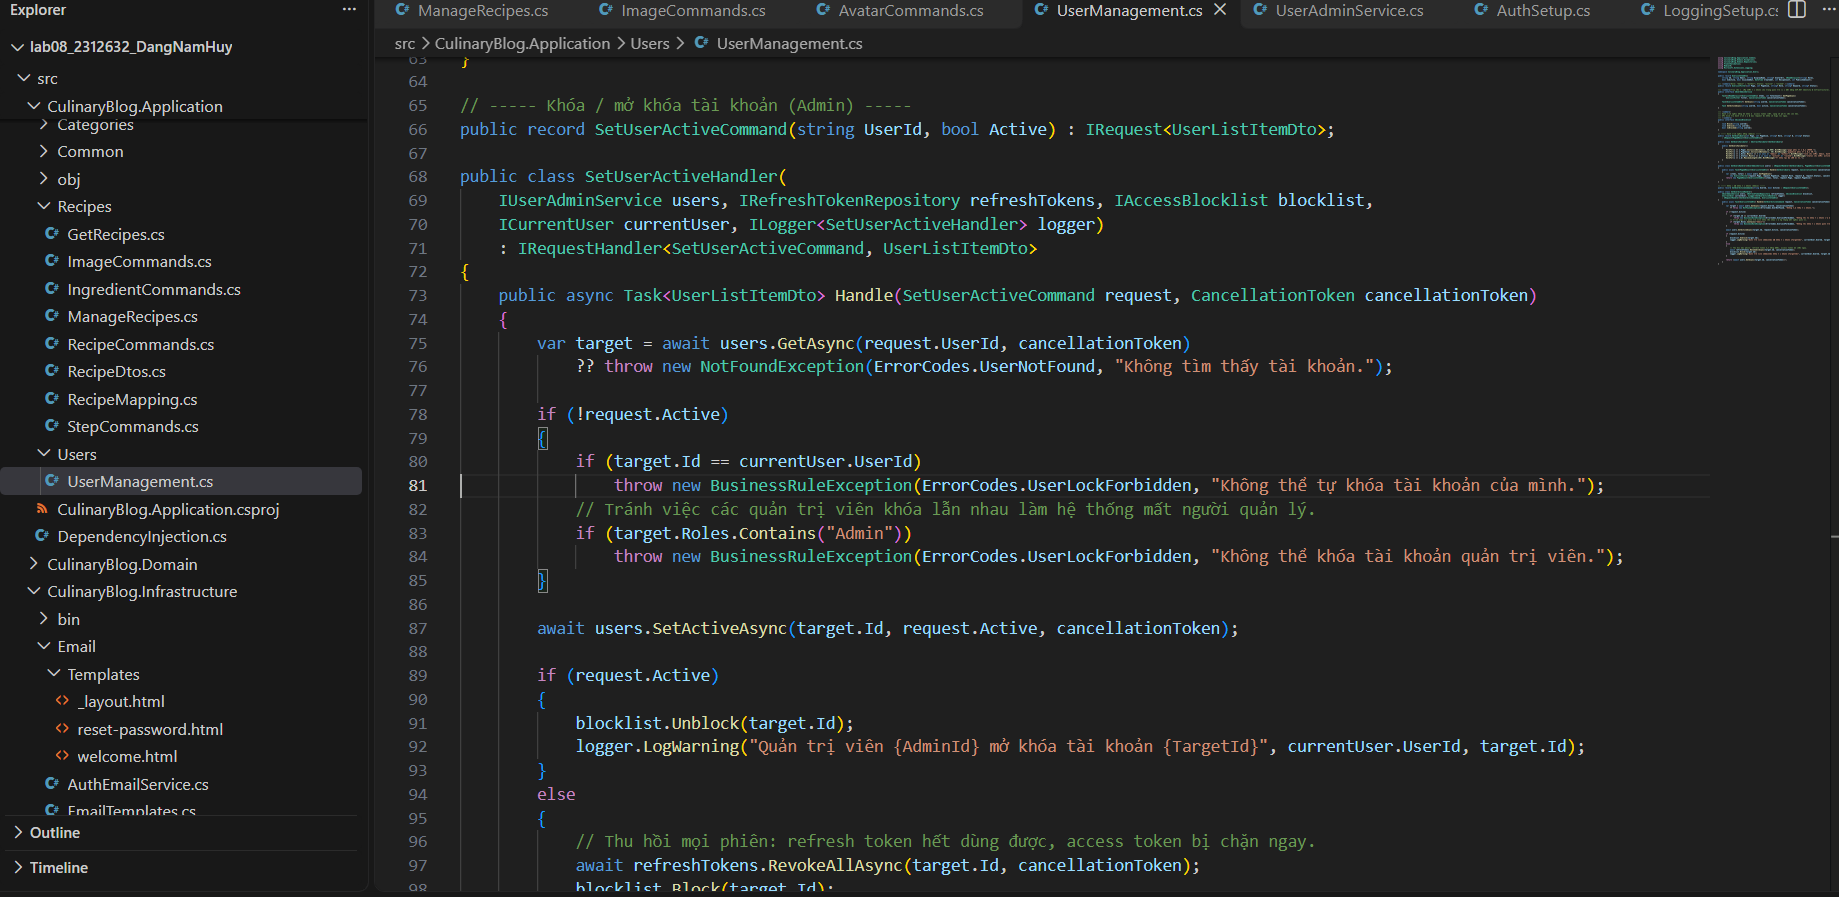 Explorer
lab08_2312632_DangNamHuy
src
CulinaryBlog.Application
Categories
Common
obj
Recipes
GetRecipes.cs
ImageCommands.cs
IngredientCommands.cs
ManageRecipes.cs
RecipeCommands.cs
RecipeDtos.cs
RecipeMapping.cs
StepCommands.cs
Users
UserManagement.cs
CulinaryBlog.Application.csproj
DependencyInjection.cs
CulinaryBlog.Domain
CulinaryBlog.Infrastructure
bin
Email
Templates
_layout.html
reset-password.html
welcome.html
AuthEmailService.cs
EmailTemplates.cs
Outline
Timeline
ManageRecipes.cs
ImageCommands.cs
AvatarCommands.cs
UserManagement.cs
UserAdminService.cs
AuthSetup.cs
LoggingSetup.cs
src > CulinaryBlog.Application > Users > UserManagement.cs
63 }
64
65 // ----- Khóa / mở khóa tài khoản (Admin) -----
66 public record SetUserActiveCommand(string UserId, bool Active) : IRequest<UserListItemDto>;
67
68 public class SetUserActiveHandler(
69 IUserAdminService users, IRefreshTokenRepository refreshTokens, IAccessBlocklist blocklist,
70 ICurrentUser currentUser, ILogger<SetUserActiveHandler> logger)
71 : IRequestHandler<SetUserActiveCommand, UserListItemDto>
72 {
73 public async Task<UserListItemDto> Handle(SetUserActiveCommand request, CancellationToken cancellationToken)
74 {
75 var target = await users.GetAsync(request.UserId, cancellationToken)
76 ?? throw new NotFoundException(ErrorCodes.UserNotFound, "Không tìm thấy tài khoản.");
77
78 if (!request.Active)
79 {
80 if (target.Id == currentUser.UserId)
81 throw new BusinessRuleException(ErrorCodes.UserLockForbidden, "Không thể tự khóa tài khoản của mình.");
82 // Tránh việc các quản trị viên khóa lẫn nhau làm hệ thống mất người quản lý.
83 if (target.Roles.Contains("Admin"))
84 throw new BusinessRuleException(ErrorCodes.UserLockForbidden, "Không thể khóa tài khoản quản trị viên.");
85 }
86
87 await users.SetActiveAsync(target.Id, request.Active, cancellationToken);
88
89 if (request.Active)
90 {
91 blocklist.Unblock(target.Id);
92 logger.LogWarning("Quản trị viên {AdminId} mở khóa tài khoản {TargetId}", currentUser.UserId, target.Id);
93 }
94 else
95 {
96 // Thu hồi mọi phiên: refresh token hết dùng được, access token bị chặn ngay.
97 await refreshTokens.RevokeAllAsync(target.Id, cancellationToken);
98 blocklist.Block(target.Id);